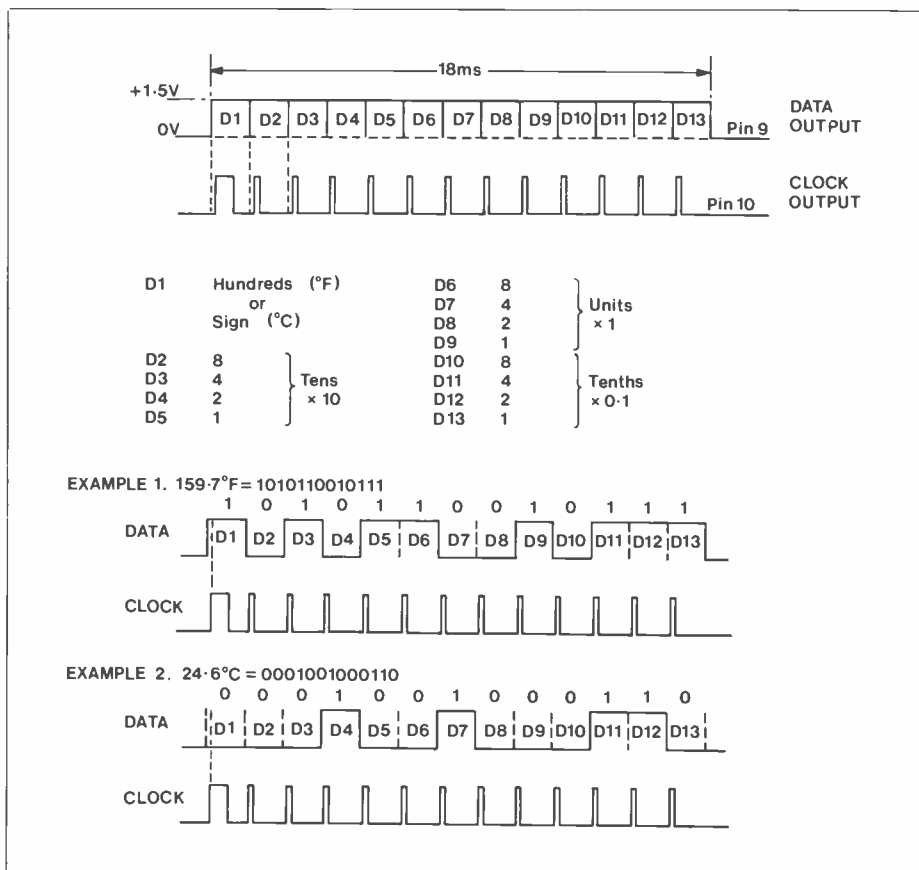 18ms
+1·5V
0V
D1 D2 D3 D4 D5 D6 D7 D8 D9 D10 D11 D12 D13
Pin 9
DATA
OUTPUT
Pin 10
CLOCK
OUTPUT
D1 Hundreds (°F)
or
Sign (°C)
D2 8
D3 4
D4 2
D5 1
Tens
× 10
D6 8
D7 4
D8 2
D9 1
Units
× 1
D10 8
D11 4
D12 2
D13 1
Tenths
×0·1
EXAMPLE 1. 159·7°F = 1010110010111
1 0 1 0 1 1 0 0 1 0 1 1 1
DATA D1 D2 D3 D4 D5 D6 D7 D8 D9 D10 D11 D12 D13
CLOCK
EXAMPLE 2. 24·6°C = 0001001000110
0 0 0 1 0 0 1 0 0 0 1 1 0
DATA D1 D2 D3 D4 D5 D6 D7 D8 D9 D10 D11 D12 D13
CLOCK